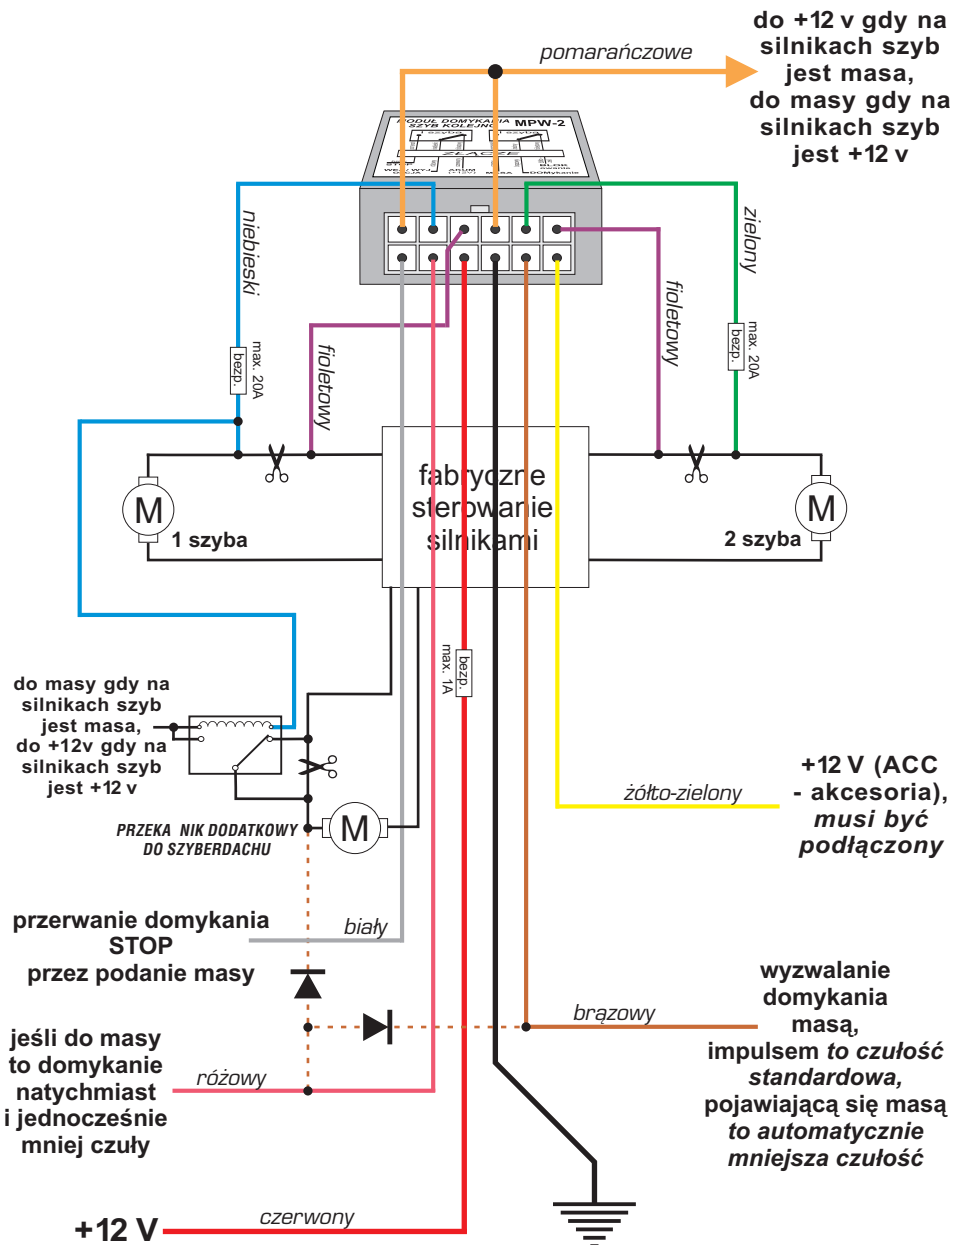 do +12 v gdy na
silnikach szyb
jest masa,
do masy gdy na
silnikach szyb
jest +12 v
pomarańczowe
MODUŁ DOMYKANIA
SZYB KOLEJNO MPW-2
ZŁĄCZE
niebieski
zielony
fioletowy
fioletowy
max. 20A
bezp.
max. 20A
bezp.
fabryczne
sterowanie
silnikami
M
1 szyba
M
2 szyba
bezp.
max. 1A
do masy gdy na
silnikach szyb
jest masa,
do +12v gdy na
silnikach szyb
jest +12 v
PRZEKA NIK DODATKOWY
DO SZYBERDACHU
M
żółto-zielony
+12 V (ACC
- akcesoria),
musi być
podłączony
przerwanie domykania
STOP
przez podanie masy
biały
jeśli do masy
to domykanie
natychmiast
i jednocześnie
mniej czuły
różowy
brązowy
wyzwalanie
domykania
masą,
impulsem to czułość
standardowa,
pojawiającą się masą
to automatycznie
mniejsza czułość
+12 V
czerwony